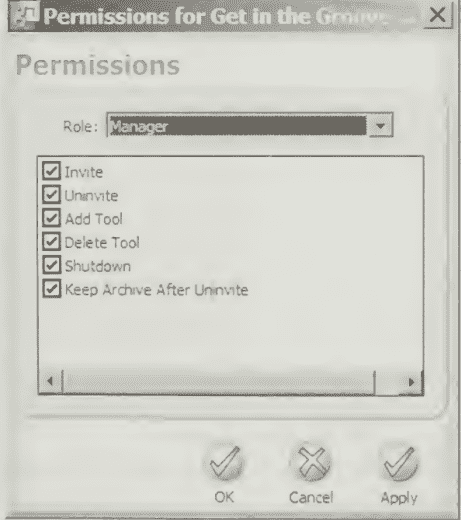 Permissions for Get in the Groove ...
Permissions
Role: Manager
Invite
Uninvite
Add Tool
Delete Tool
Shutdown
Keep Archive After Uninvite
OK Cancel Apply